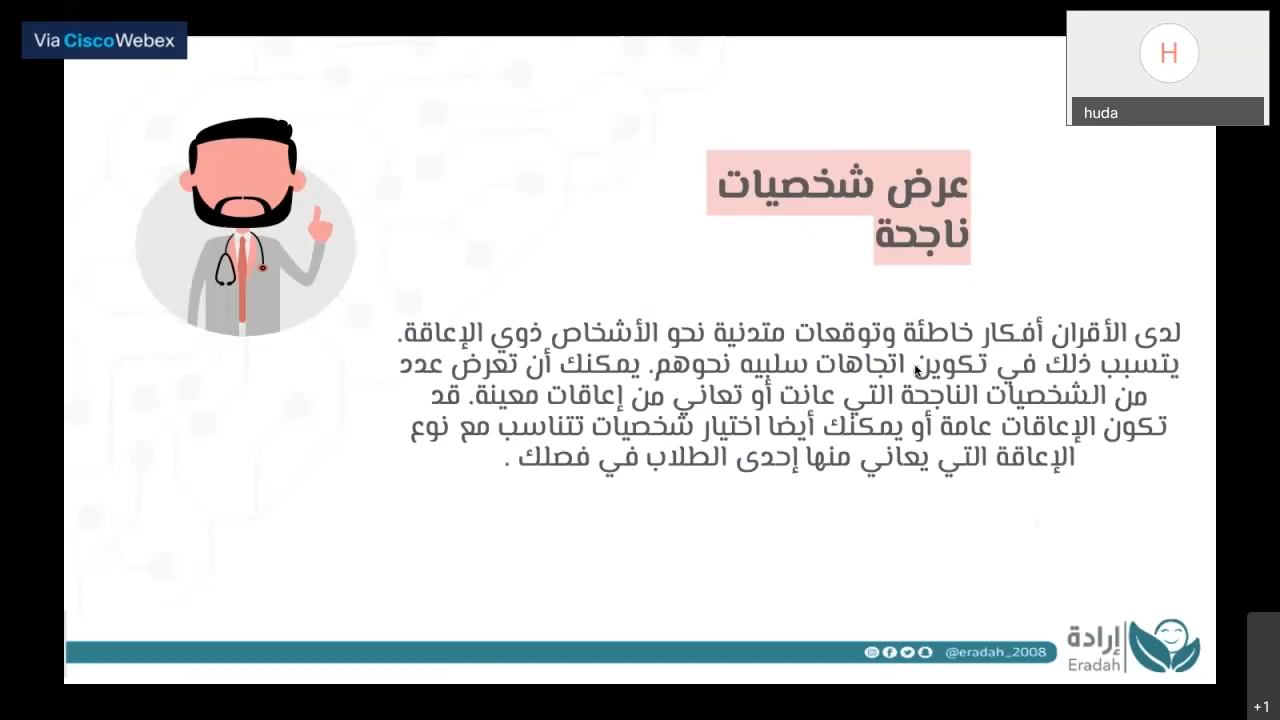 Via CiscoWebex
H
huda
عرض شخصيات
ناجحة
لدى الأقران أفكار خاطئة وتوقعات متدنية نحو الأشخاص ذوي الإعاقة.
يتسبب ذلك في تكوين اتجاهات سلبيه نحوهم. يمكنك أن تعرض عدد
من الشخصيات الناجحة التي عانت أو تعاني من إعاقات معينة. قد
تكون الإعاقات عامة أو يمكنك أيضا اختيار شخصيات تتناسب مع نوع
الإعاقة التي يعاني منها إحدى الطلاب في فصلك .
@eradah_2008
إرادة
Eradah
+1